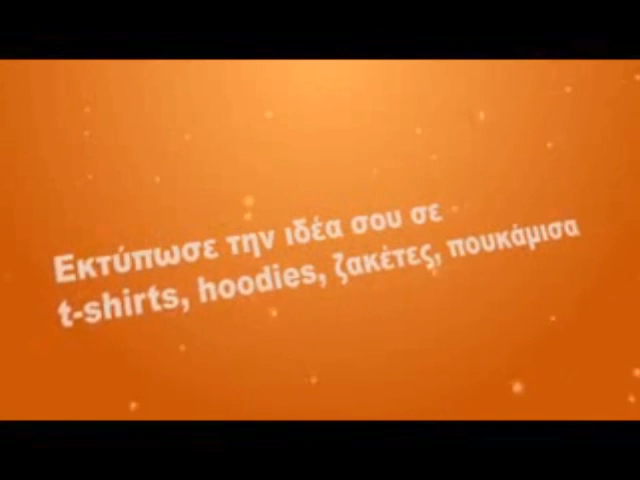 Εκτύπωσε την ιδέα σου σε
t-shirts, hoodies, ζακέτες, πουκάμισα